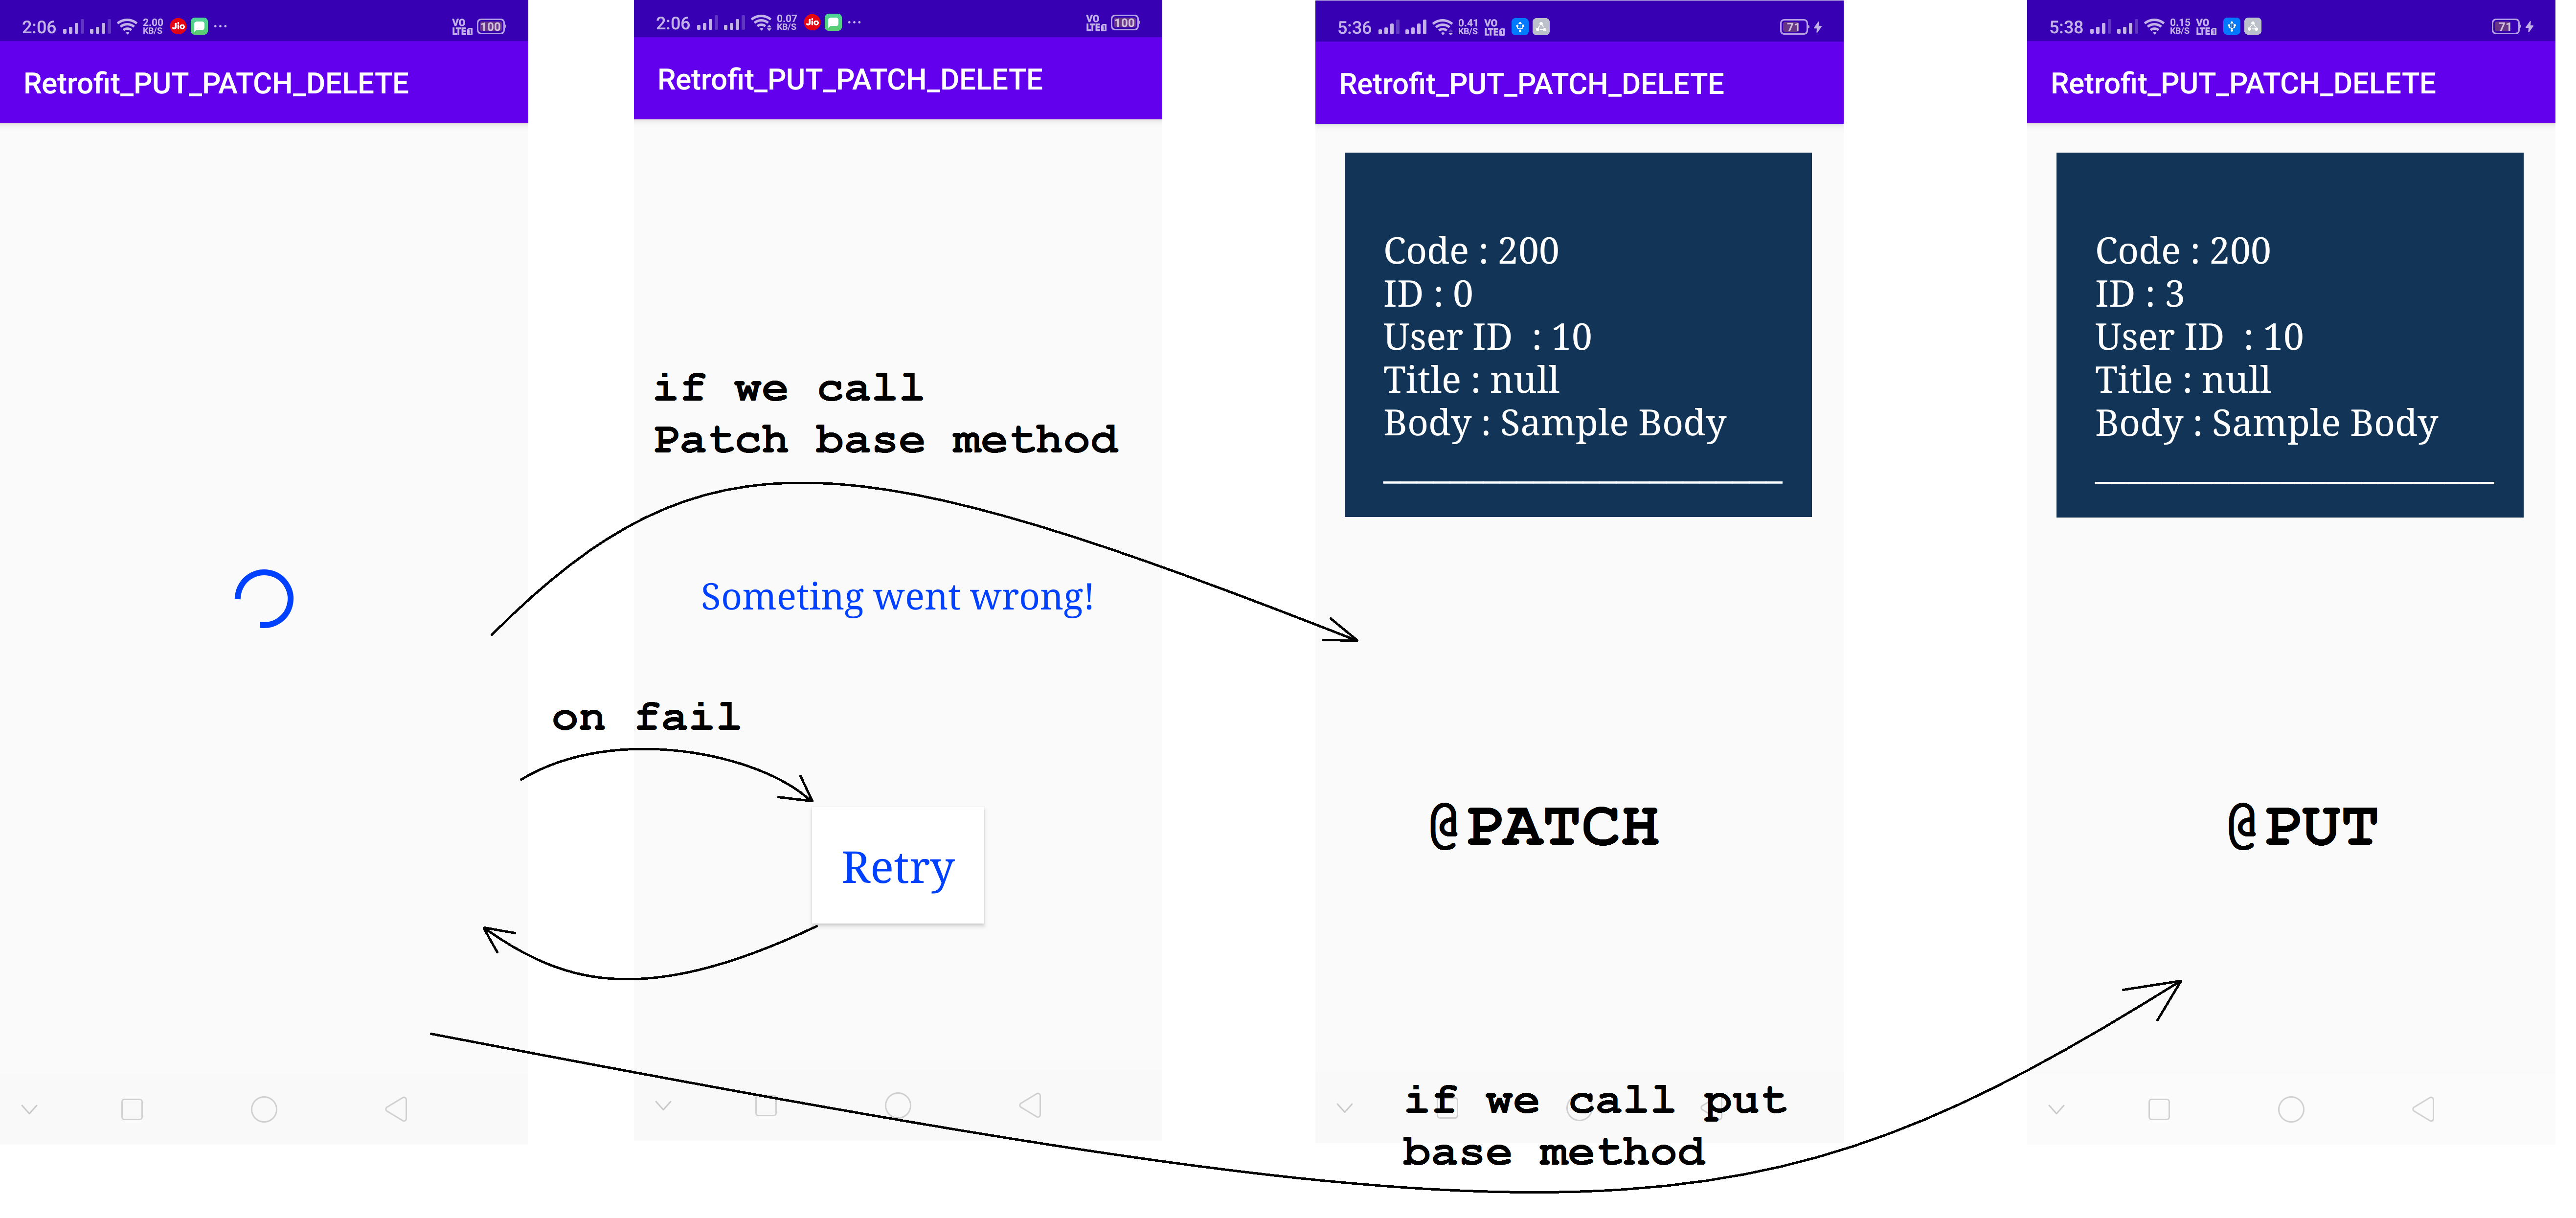 2:06 2.00 KB/S Jio ... VO LTE 100
Retrofit_PUT_PATCH_DELETE
2:06 0.07 KB/S Jio ... VO LTE 100
Retrofit_PUT_PATCH_DELETE
if we call
Patch base method
Someting went wrong!
on fail
Retry
5:36 0.41 KB/S VO LTE 71
Retrofit_PUT_PATCH_DELETE
Code : 200
ID : 0
User ID : 10
Title : null
Body : Sample Body
@PATCH
if we call put
base method
5:38 0.15 KB/S VO LTE 71
Retrofit_PUT_PATCH_DELETE
Code : 200
ID : 3
User ID : 10
Title : null
Body : Sample Body
@PUT